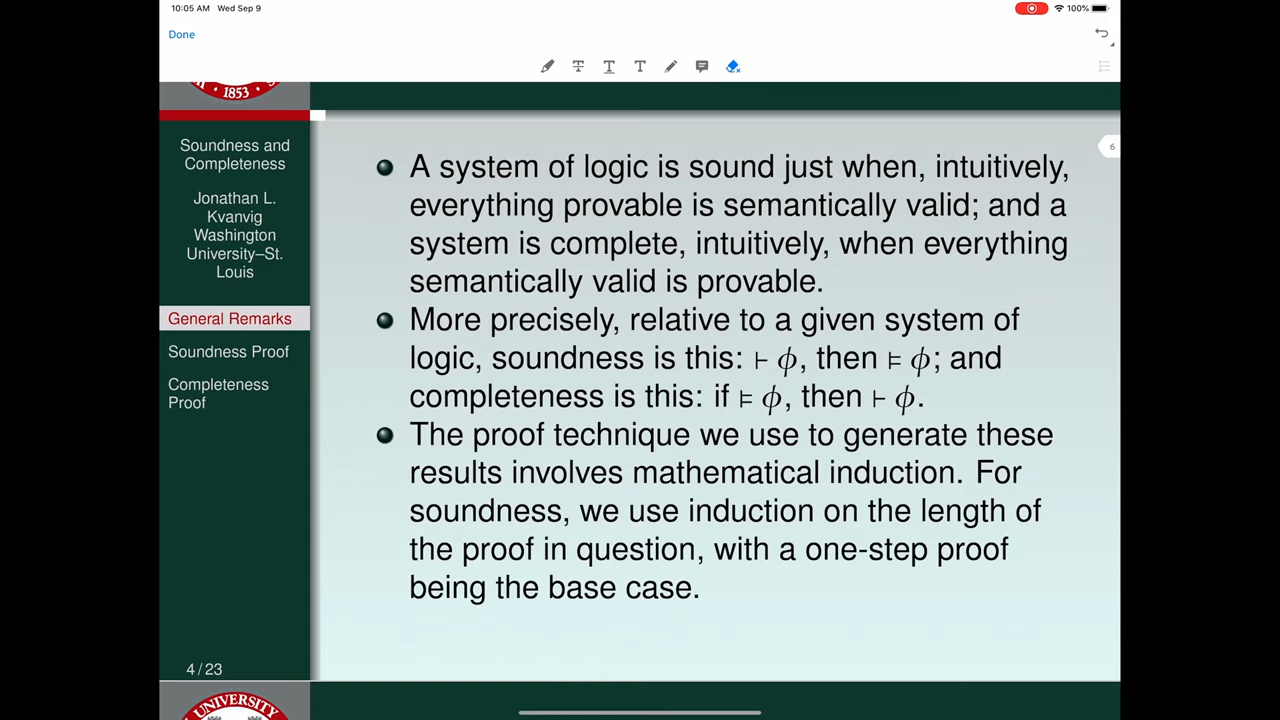 10:05 AM Wed Sep 9
100%
Done
1853
6
Soundness and
Completeness
Jonathan L.
Kvanvig
Washington
University–St.
Louis
General Remarks
Soundness Proof
Completeness
Proof
4/23
A system of logic is sound just when, intuitively,
everything provable is semantically valid; and a
system is complete, intuitively, when everything
semantically valid is provable.
More precisely, relative to a given system of
logic, soundness is this: ⊢ ϕ, then ⊨ ϕ; and
completeness is this: if ⊨ ϕ, then ⊢ ϕ.
The proof technique we use to generate these
results involves mathematical induction. For
soundness, we use induction on the length of
the proof in question, with a one-step proof
being the base case.
UNIVERSITY